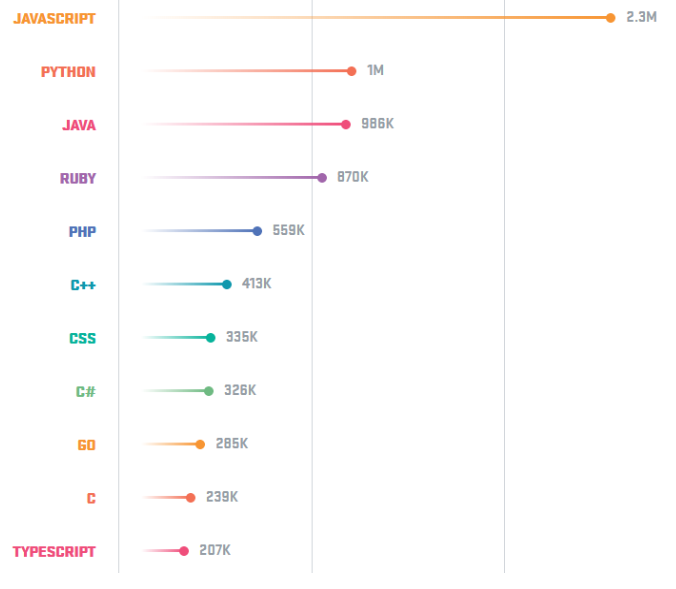 JAVASCRIPT 2.3M
PYTHON 1M
JAVA 986K
RUBY 870K
PHP 559K
C++ 413K
CSS 335K
C# 326K
GO 285K
C 239K
TYPESCRIPT 207K